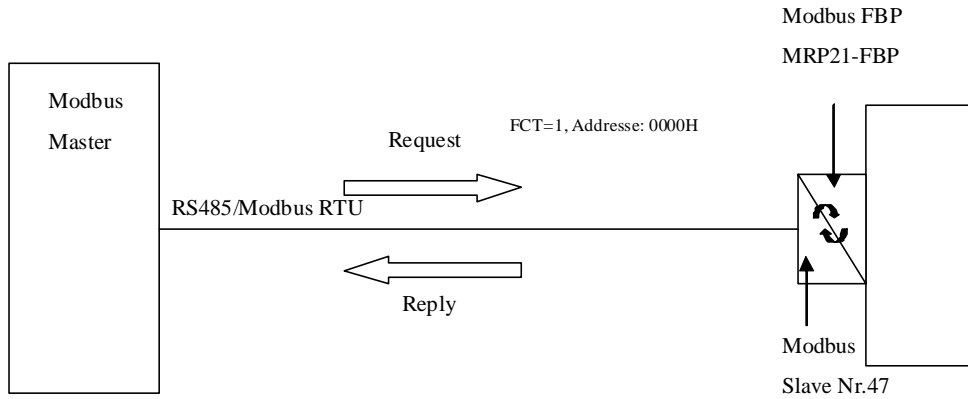 Modbus FBP
MRP21-FBP
Modbus
Master
FCT=1, Addresse: 0000H
Request
RS485/Modbus RTU
Reply
Modbus
Slave Nr.47